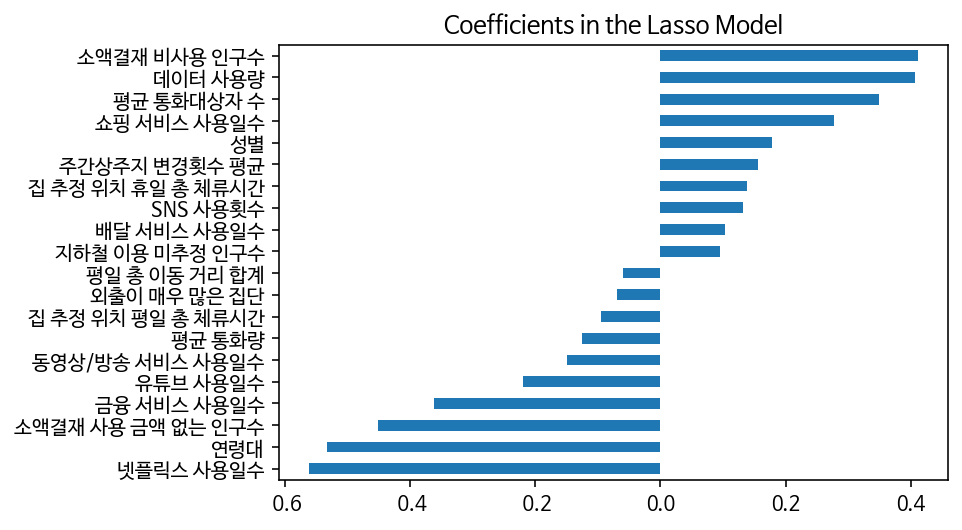 Coefficients in the Lasso Model
소액결재 비사용 인구수
데이터 사용량
평균 통화대상자 수
쇼핑 서비스 사용일수
성별
주간상주지 변경횟수 평균
집 추정 위치 휴일 총 체류시간
SNS 사용횟수
배달 서비스 사용일수
지하철 이용 미추정 인구수
평일 총 이동 거리 합계
외출이 매우 많은 집단
집 추정 위치 평일 총 체류시간
평균 통화량
동영상/방송 서비스 사용일수
유튜브 사용일수
금융 서비스 사용일수
소액결재 사용 금액 없는 인구수
연령대
넷플릭스 사용일수
0.6 0.4 0.2 0.0 0.2 0.4